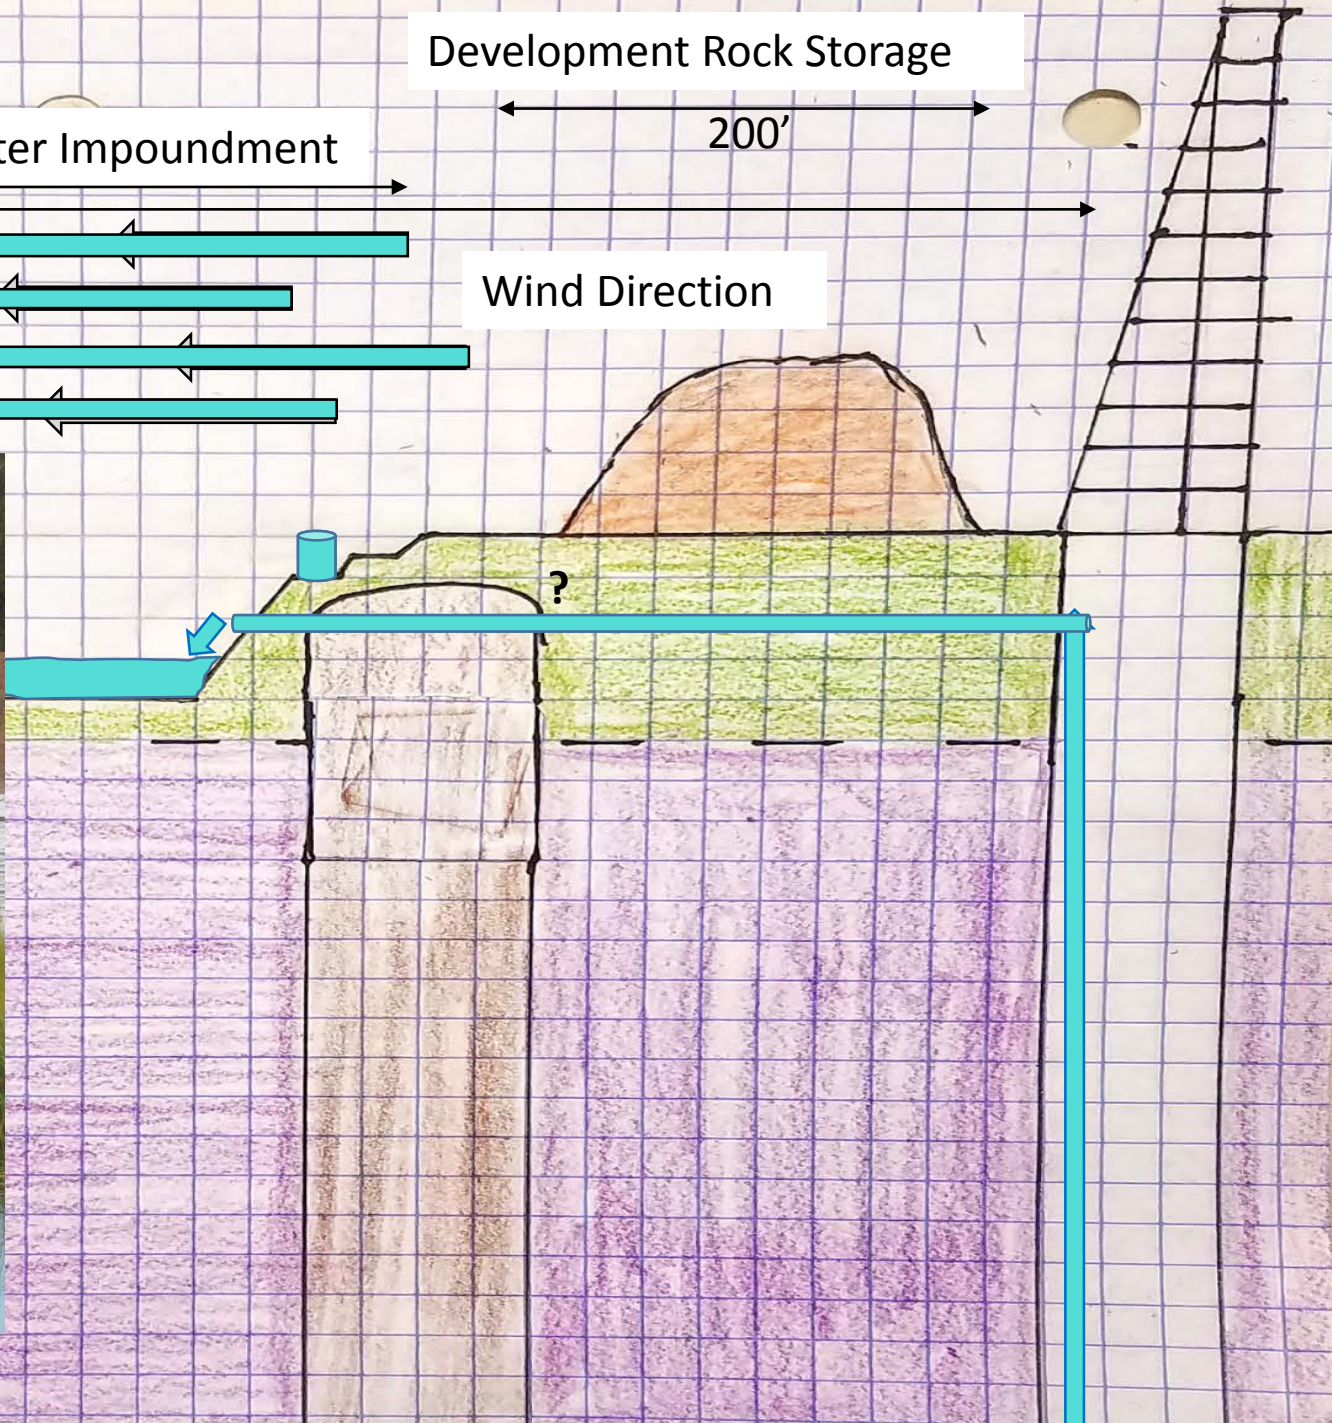 Development Rock Storage
200’
ter Impoundment
Wind Direction
?